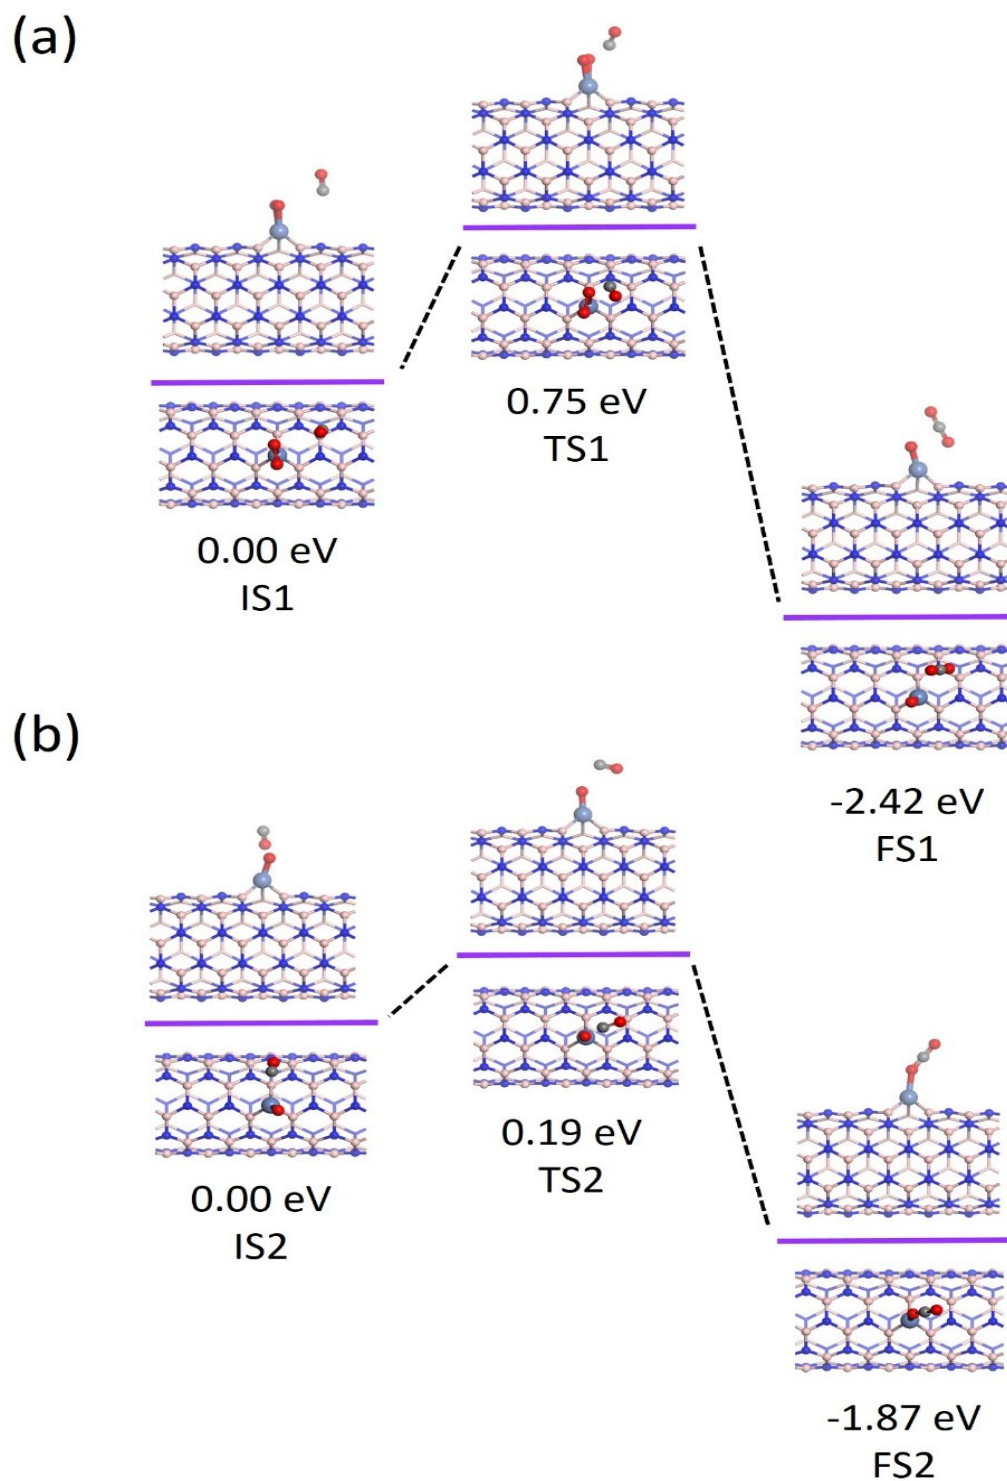 (a)
0.75 eV
TS1
0.00 eV
IS1
-2.42 eV
FS1
(b)
0.19 eV
TS2
0.00 eV
IS2
-1.87 eV
FS2